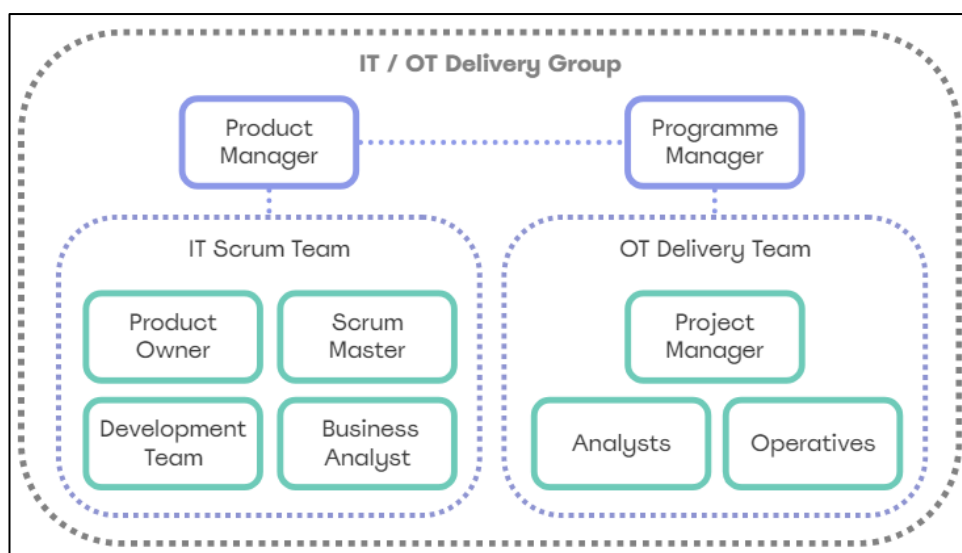 IT / OT Delivery Group
Product
Manager
Programme
Manager
IT Scrum Team
Product
Owner
Scrum
Master
Development
Team
Business
Analyst
OT Delivery Team
Project
Manager
Analysts
Operatives